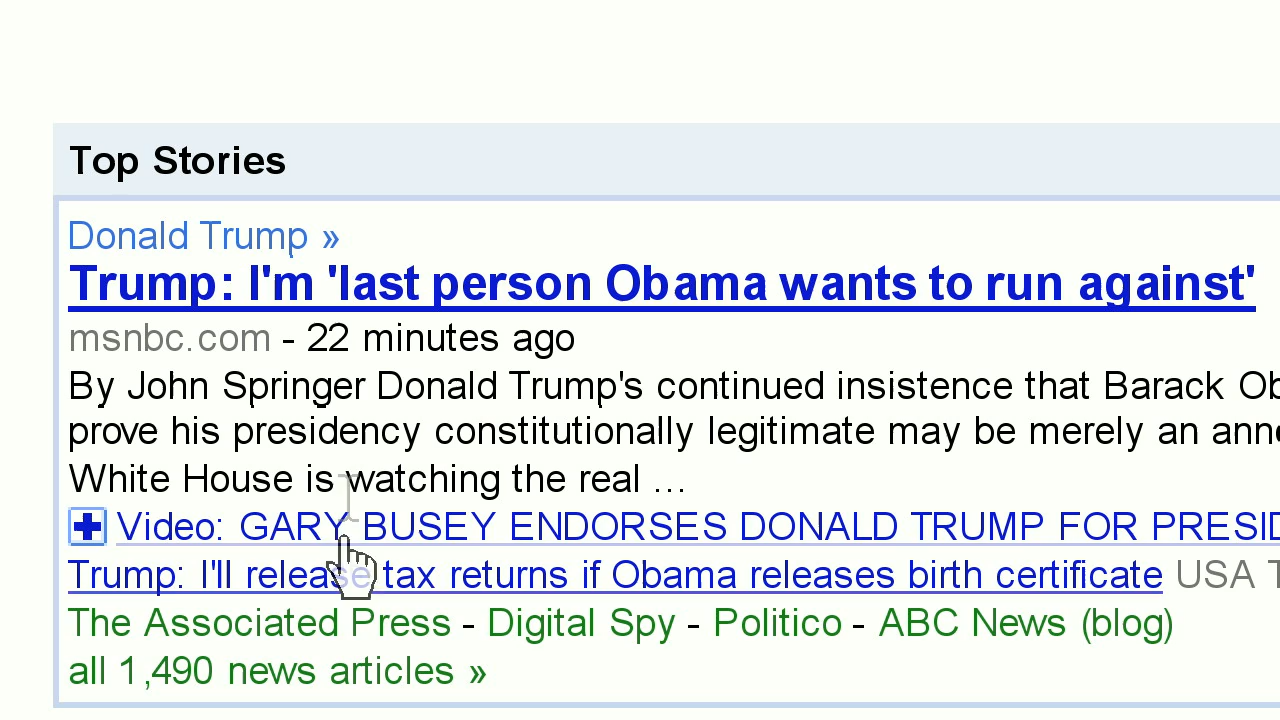 Top Stories
Donald Trump »
Trump: I'm 'last person Obama wants to run against'
msnbc.com - 22 minutes ago
By John Springer Donald Trump's continued insistence that Barack Ob
prove his presidency constitutionally legitimate may be merely an anno
White House is watching the real ...
Video: GARY BUSEY ENDORSES DONALD TRUMP FOR PRESID
Trump: I'll release tax returns if Obama releases birth certificate USA T
The Associated Press - Digital Spy - Politico - ABC News (blog)
all 1,490 news articles »